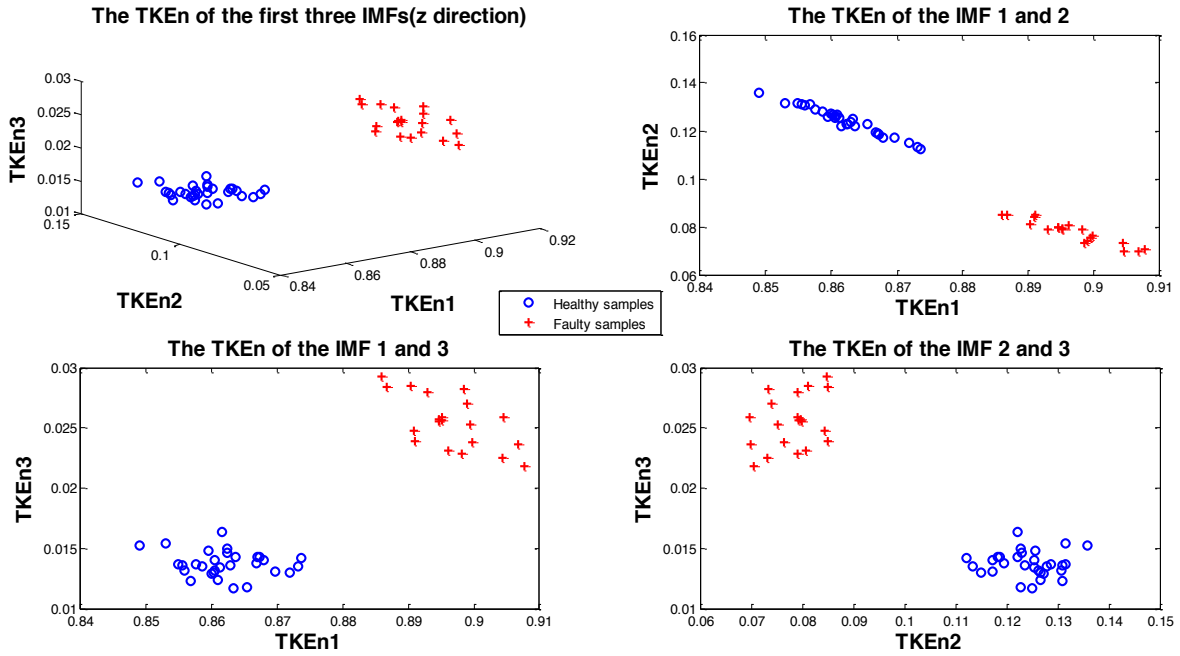 The TKEn of the first three IMFs(z direction)
0.03
0.025
0.02
0.015
0.01
TKEn3
0.15
0.1
0.05
TKEn2
0.84
0.86
0.88
0.9
0.92
TKEn1
The TKEn of the IMF 1 and 2
0.16
0.14
0.12
0.1
0.08
0.06
TKEn2
0.84 0.85 0.86 0.87 0.88 0.89 0.9 0.91
TKEn1
Healthy samples
Faulty samples
The TKEn of the IMF 1 and 3
0.03
0.025
0.02
0.015
0.01
TKEn3
0.84 0.85 0.86 0.87 0.88 0.89 0.9 0.91
TKEn1
The TKEn of the IMF 2 and 3
0.03
0.025
0.02
0.015
0.01
TKEn3
0.06 0.07 0.08 0.09 0.1 0.11 0.12 0.13 0.14 0.15
TKEn2